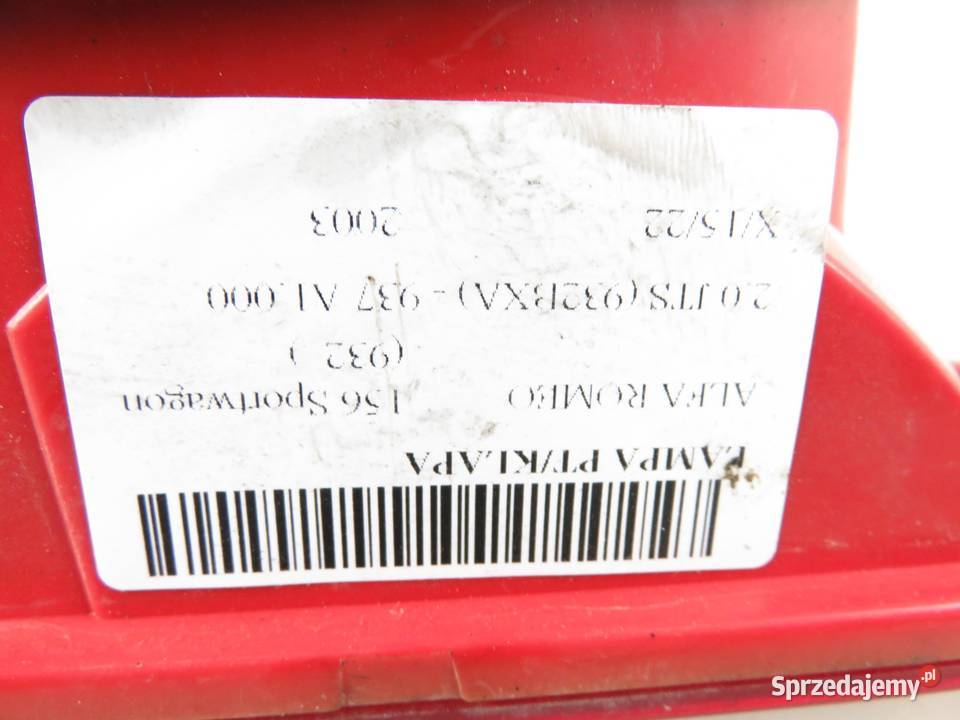 LAMPA PT/KLAPA
ALFA ROMEO 156 Sportwagon
(932_)
2.0 JTS (932BXA) - 937 A1.000
X/15/22 2003
Sprzedajemy.pl